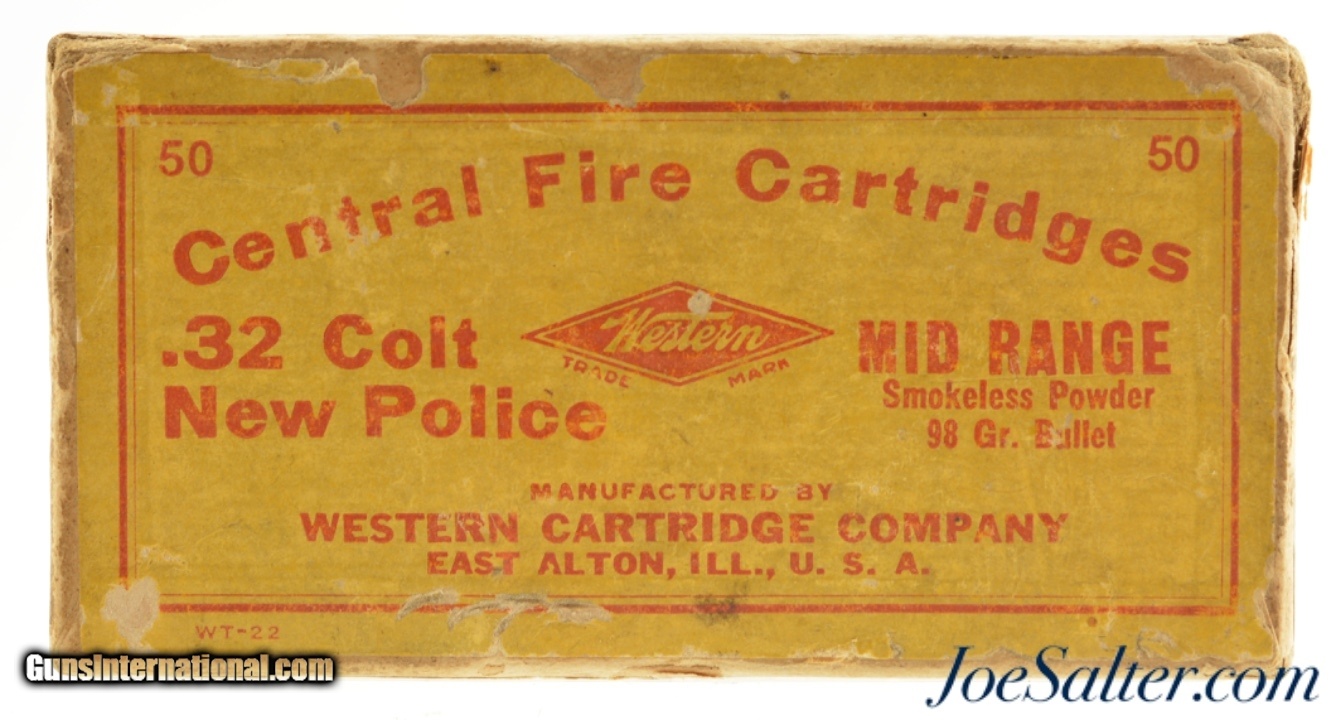 50
50
Central Fire Cartridges
.32 Colt
New Police
Western
TRADE MARK
MID RANGE
Smokeless Powder
98 Gr. Bullet
MANUFACTURED BY
WESTERN CARTRIDGE COMPANY
EAST ALTON, ILL., U. S. A.
WT-22
GunsInternational.com
JoeSalter.com